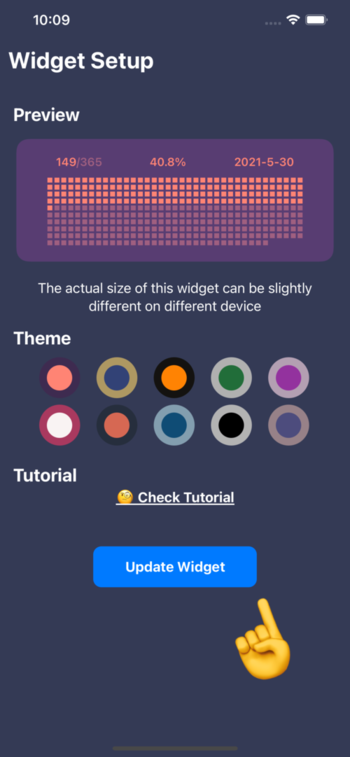 10:09
Widget Setup
Preview
149/365 40.8% 2021-5-30
The actual size of this widget can be slightly
different on different device
Theme
Tutorial
🧐 Check Tutorial
Update Widget